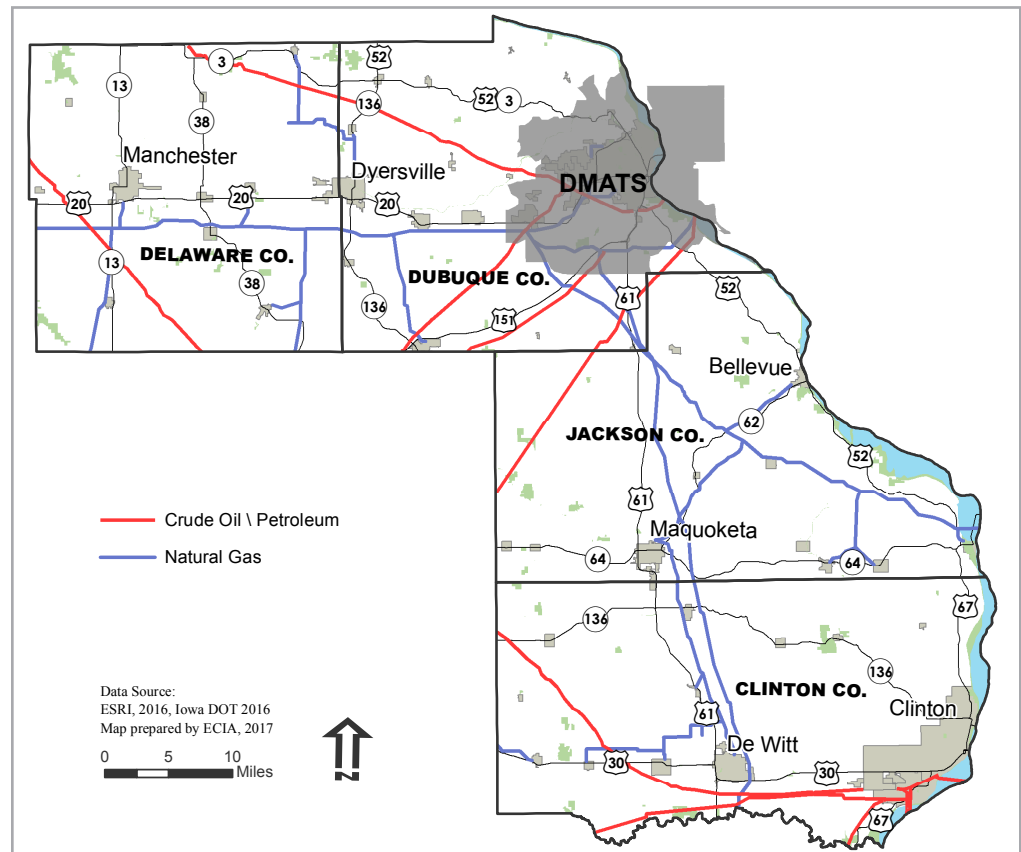 52
3
13
136
52
3
38
Manchester
Dyersville
DMATS
20
20
20
DELAWARE CO.
DUBUQUE CO.
13
38
136
151
61
52
Bellevue
62
JACKSON CO.
52
61
Crude Oil \ Petroleum
Maquoketa
Natural Gas
64
64
67
136
136
CLINTON CO.
Clinton
Data Source:
ESRI, 2016, Iowa DOT 2016
Map prepared by ECIA, 2017
61
De Witt
0 5 10
Miles
N
30
30
67